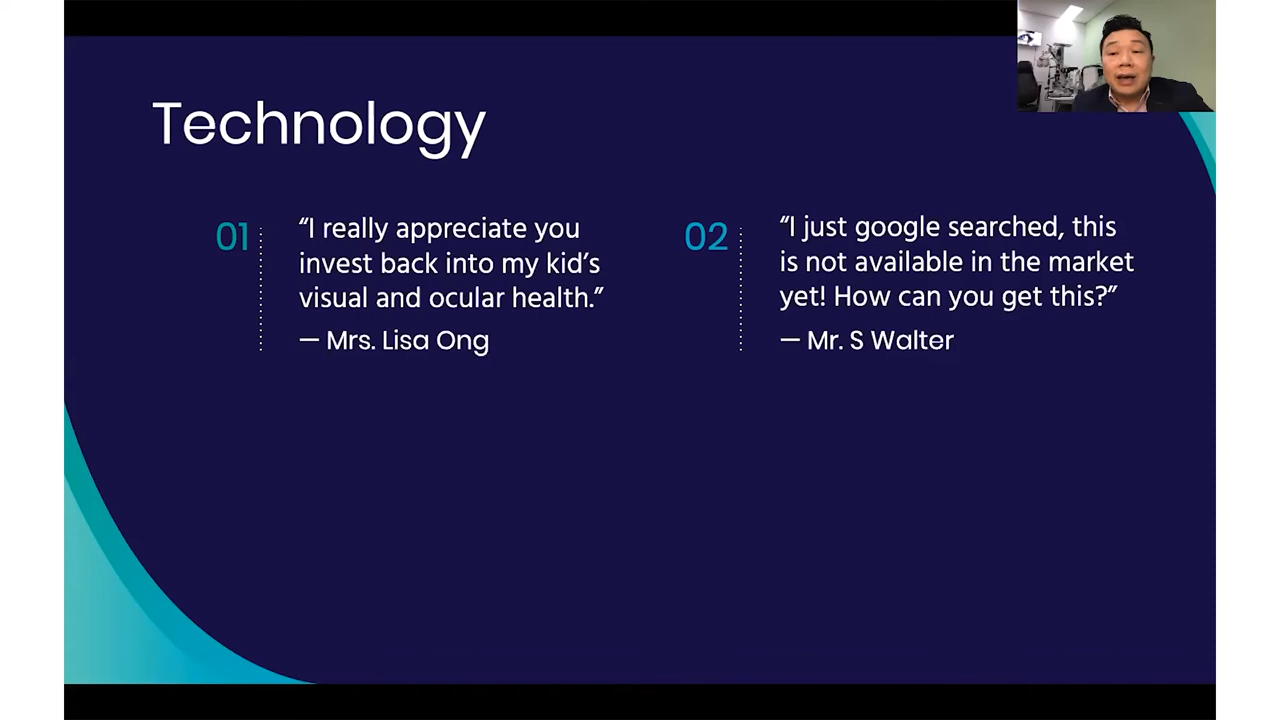 Technology
01
“I really appreciate you
invest back into my kid’s
visual and ocular health.”
— Mrs. Lisa Ong
02
“I just google searched, this
is not available in the market
yet! How can you get this?”
— Mr. S Walter